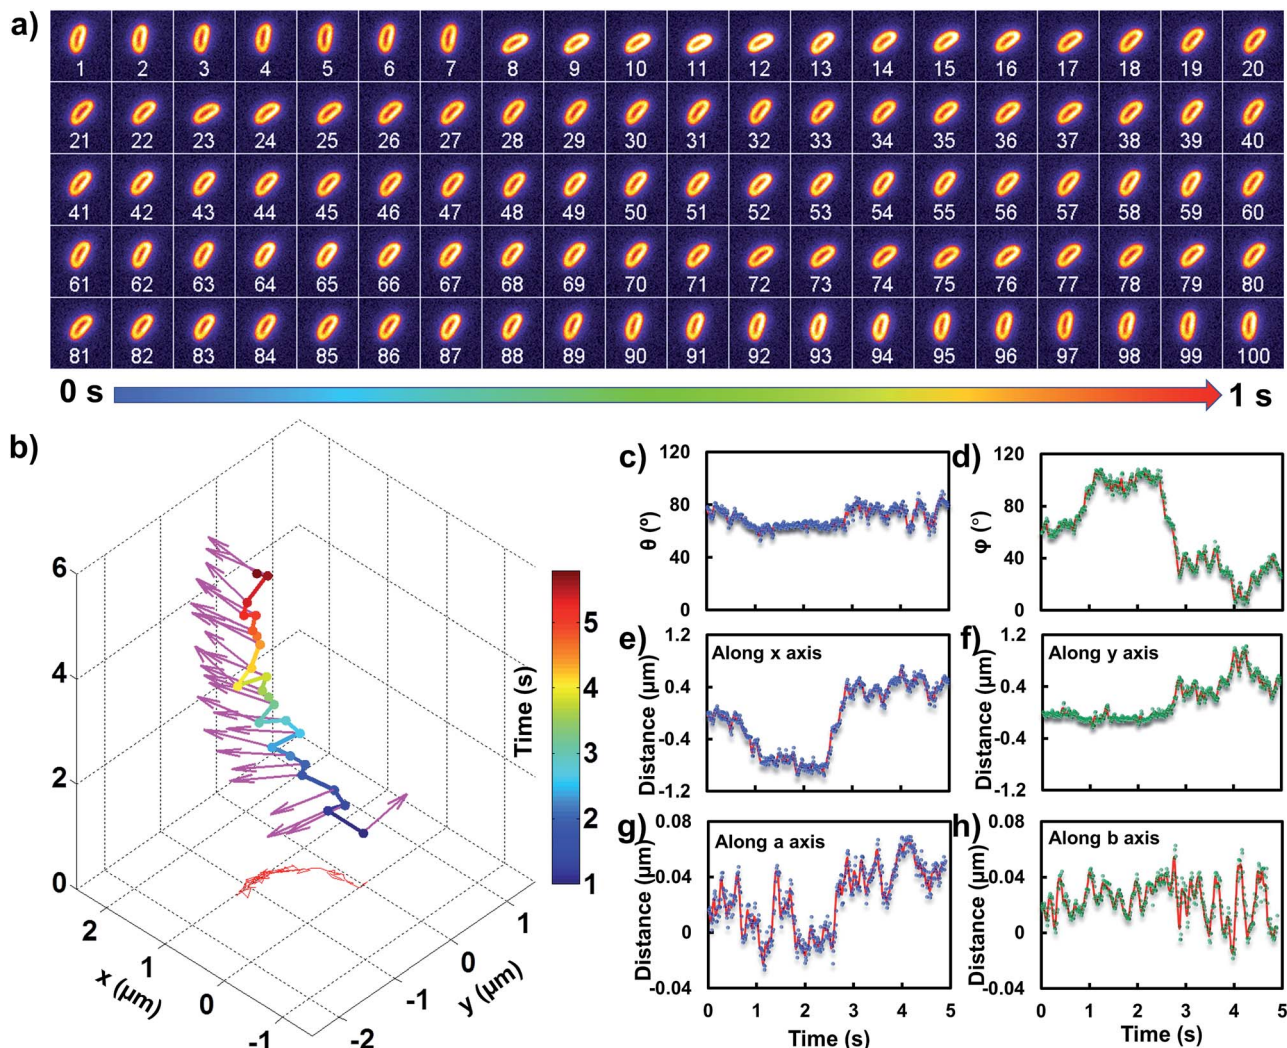 a)
1 2 3 4 5 6 7 8 9 10 11 12 13 14 15 16 17 18 19 20
21 22 23 24 25 26 27 28 29 30 31 32 33 34 35 36 37 38 39 40
41 42 43 44 45 46 47 48 49 50 51 52 53 54 55 56 57 58 59 60
61 62 63 64 65 66 67 68 69 70 71 72 73 74 75 76 77 78 79 80
81 82 83 84 85 86 87 88 89 90 91 92 93 94 95 96 97 98 99 100
0 s 1 s
b)
6
4
2
0
2
1
0
-1
x (µm)
1
0
-1
-2
y (µm)
Time (s)
5
4
3
2
1
c)
θ (°)
120
80
40
0
d)
φ (°)
120
80
40
0
e)
Along x axis
Distance (µm)
1.2
0.4
-0.4
-1.2
f)
Along y axis
Distance (µm)
1.2
0.4
-0.4
-1.2
g)
Along a axis
Distance (µm)
0.08
0.04
0
-0.04
0 1 2 3 4 5
Time (s)
h)
Along b axis
Distance (µm)
0.08
0.04
0
-0.04
0 1 2 3 4 5
Time (s)